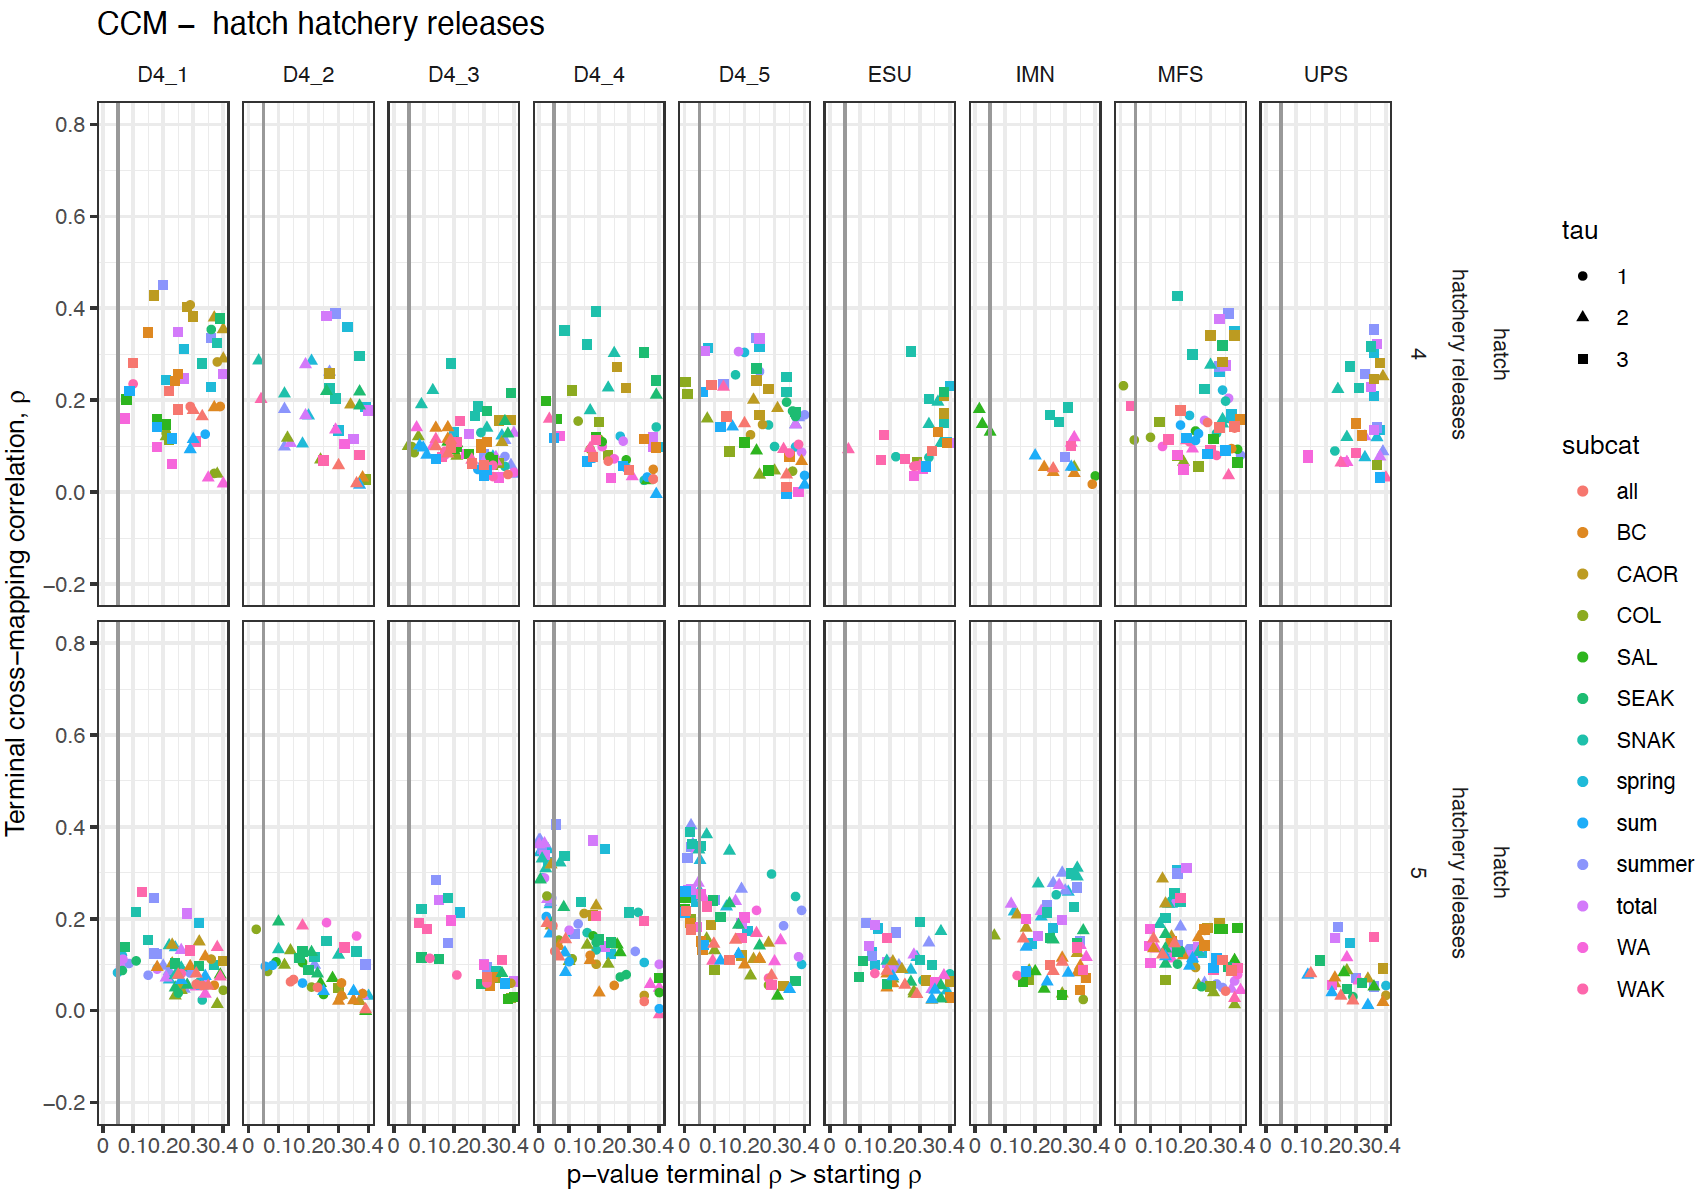 CCM −  hatch hatchery releases
D4_1 D4_2 D4_3 D4_4 D4_5 ESU IMN MFS UPS
Terminal cross−mapping correlation, ρ
0.8
0.6
0.4
0.2
0.0
−0.2
4
hatchery releases
hatch
0.8
0.6
0.4
0.2
0.0
−0.2
5
hatchery releases
hatch
0 0.10.20.30.4 0 0.10.20.30.4 0 0.10.20.30.4 0 0.10.20.30.4 0 0.10.20.30.4 0 0.10.20.30.4 0 0.10.20.30.4 0 0.10.20.30.4 0 0.10.20.30.4
p−value terminal ρ > starting ρ
tau
1
2
3
subcat
all
BC
CAOR
COL
SAL
SEAK
SNAK
spring
sum
summer
total
WA
WAK